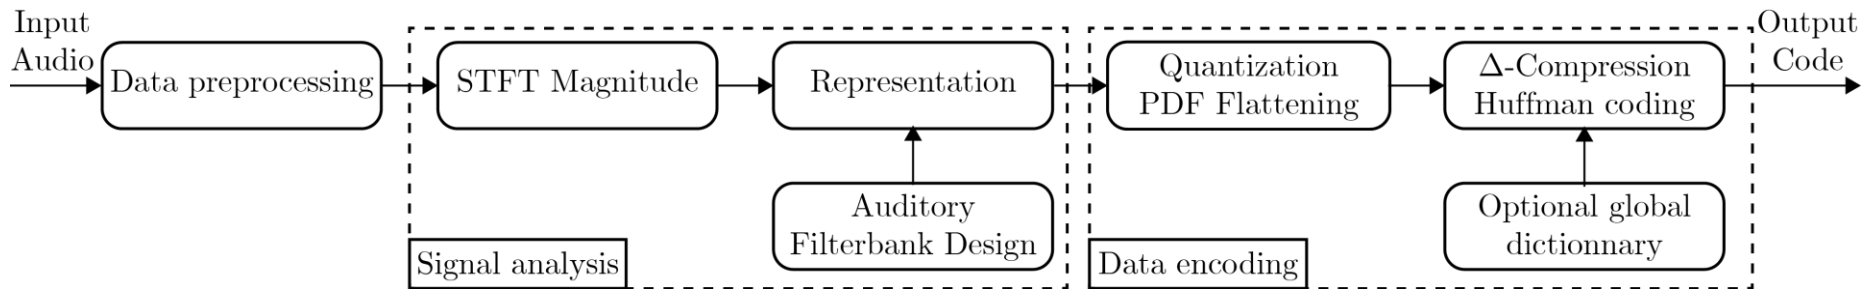 Input
Audio
Data preprocessing
STFT Magnitude
Representation
Auditory
Filterbank Design
Signal analysis
Quantization
PDF Flattening
Δ-Compression
Huffman coding
Optional global
dictionnary
Data encoding
Output
Code